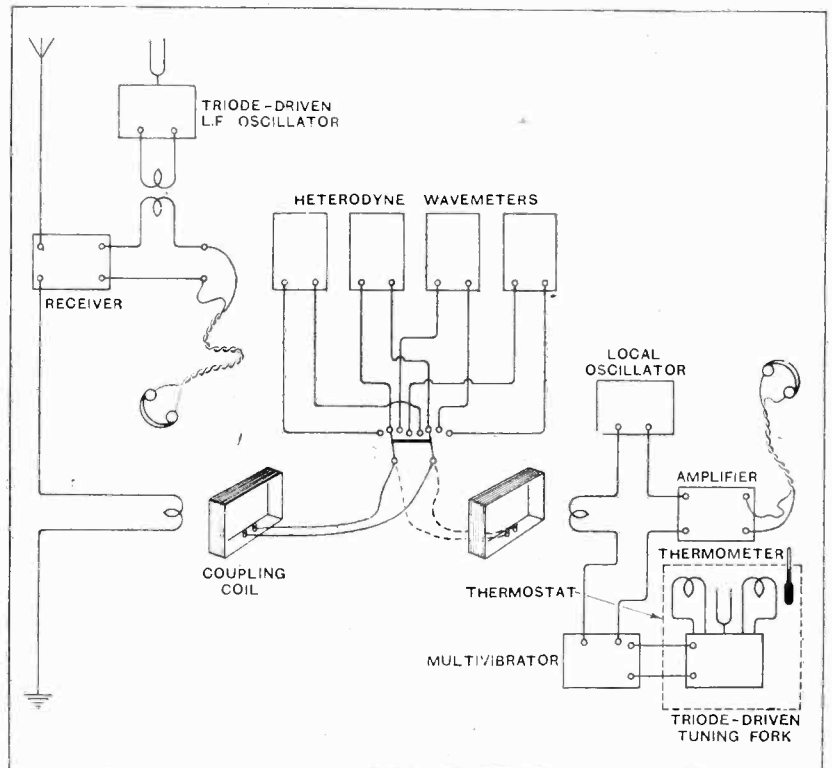 TRIODE-DRIVEN
L.F OSCILLATOR
HETERODYNE WAVEMETERS
RECEIVER
LOCAL
OSCILLATOR
AMPLIFIER
THERMOMETER
COUPLING
COIL
THERMOSTAT
MULTIVIBRATOR
TRIODE-DRIVEN
TUNING FORK